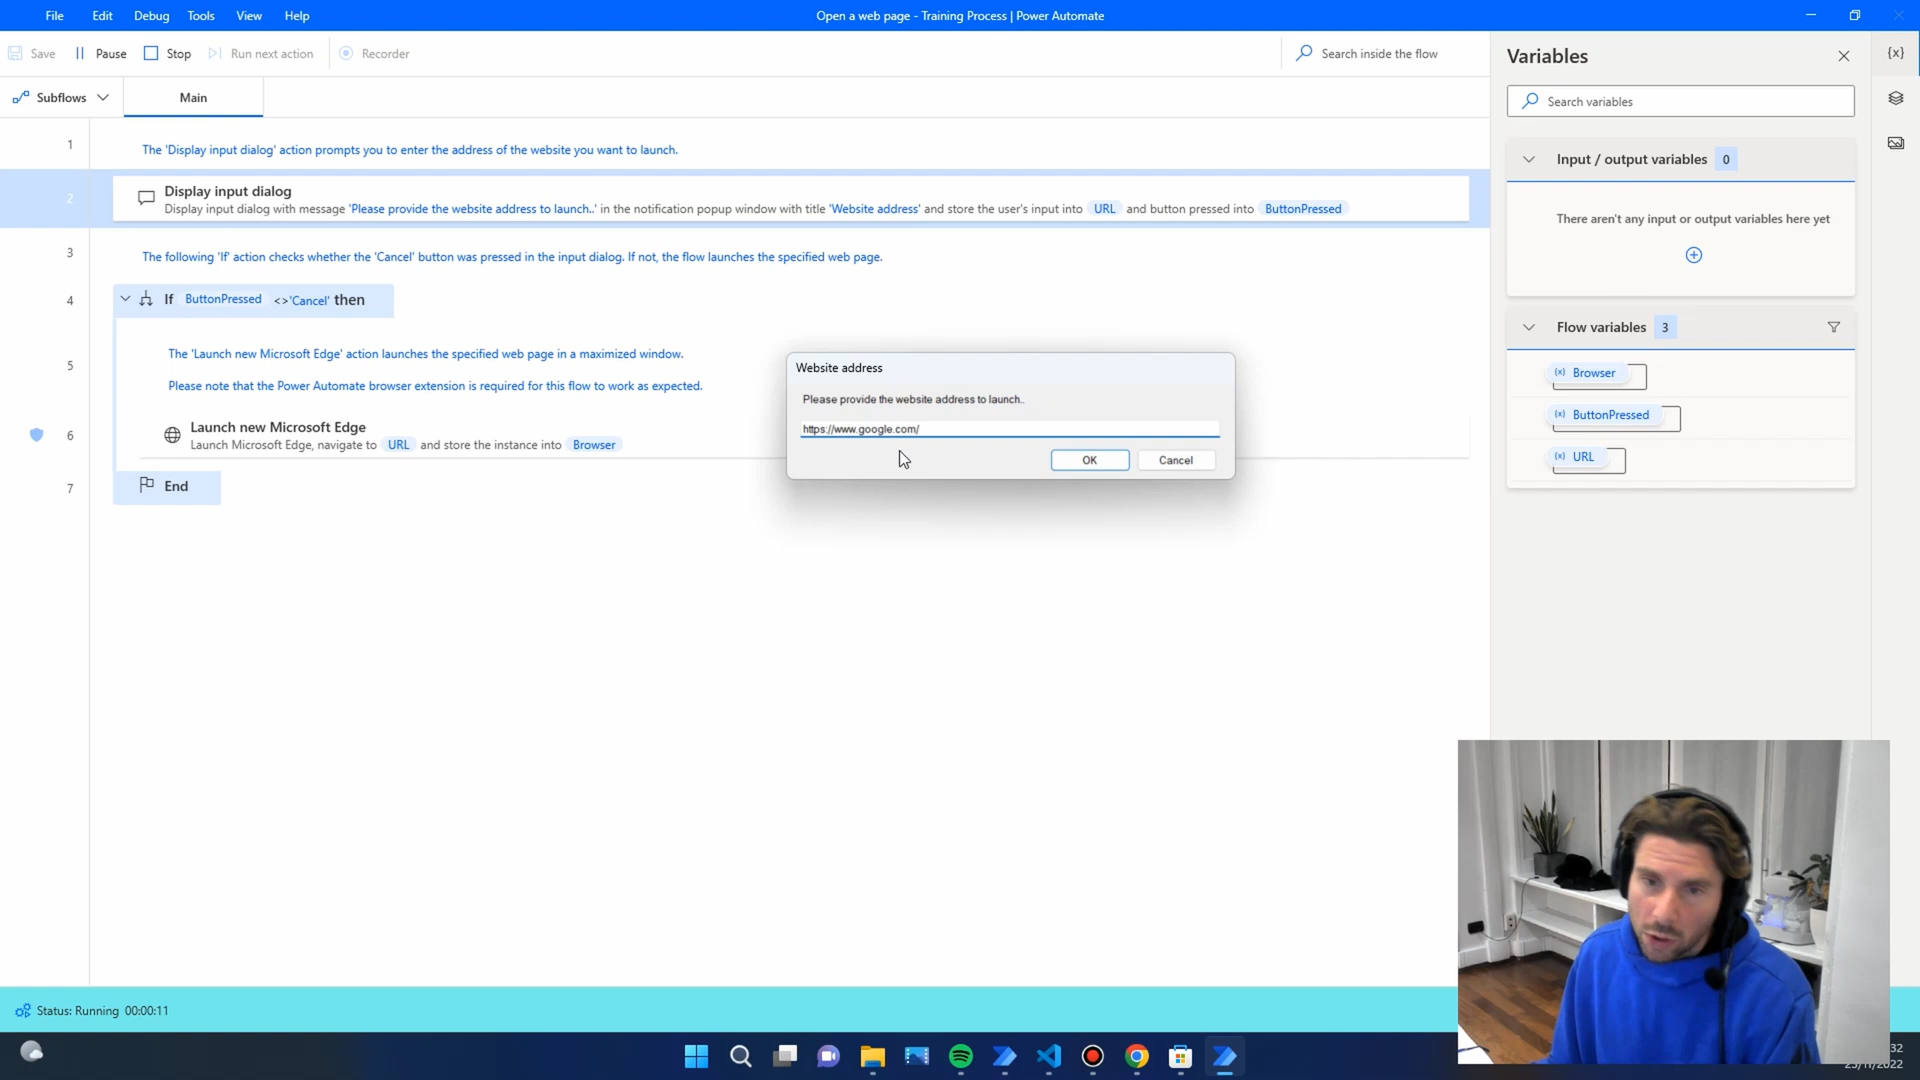 File Edit Debug Tools View Help
Open a web page - Training Process | Power Automate
Save Pause Stop Run next action Recorder
Search inside the flow
Subflows Main
1 The 'Display input dialog' action prompts you to enter the address of the website you want to launch.
2 Display input dialog
Display input dialog with message 'Please provide the website address to launch..' in the notification popup window with title 'Website address' and store the user's input into URL and button pressed into ButtonPressed
3 The following 'If' action checks whether the 'Cancel' button was pressed in the input dialog. If not, the flow launches the specified web page.
4 If ButtonPressed <>'Cancel' then
5 The 'Launch new Microsoft Edge' action launches the specified web page in a maximized window.
Please note that the Power Automate browser extension is required for this flow to work as expected.
6 Launch new Microsoft Edge
Launch Microsoft Edge, navigate to URL and store the instance into Browser
7 End
Website address
Please provide the website address to launch..
https://www.google.com/
OK Cancel
Variables
{x}
Search variables
Input / output variables 0
There aren't any input or output variables here yet
Flow variables 3
(x) Browser
(x) ButtonPressed
(x) URL
Status: Running 00:00:11
32
23/11/2022